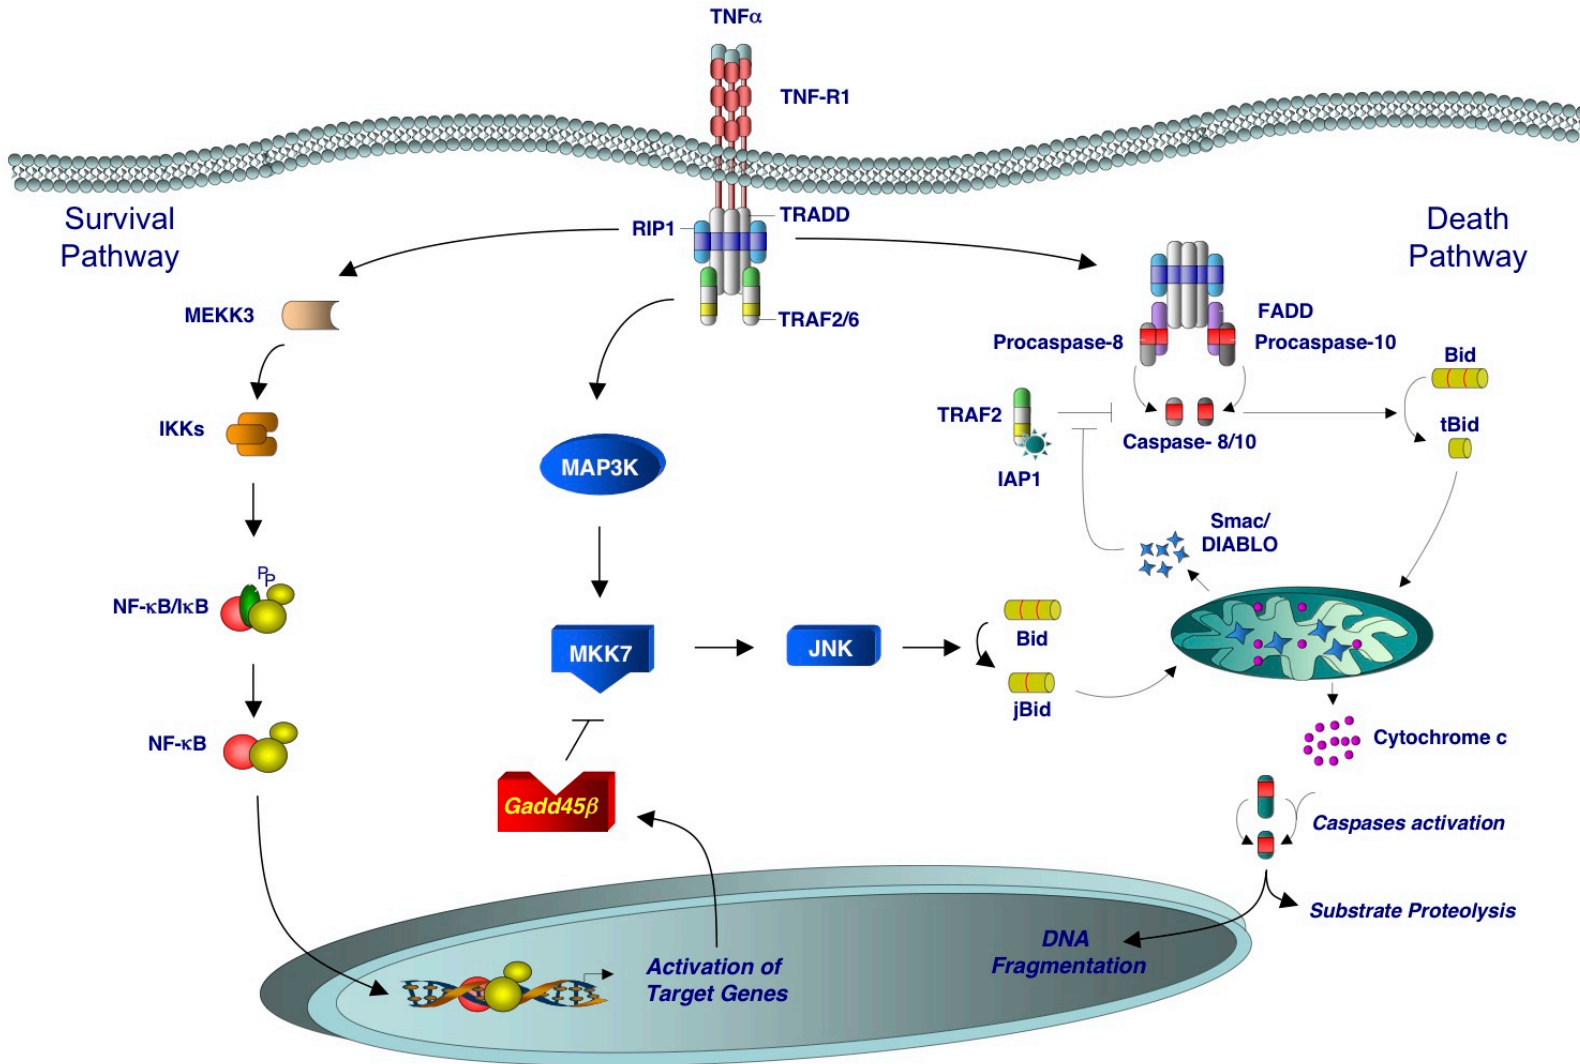 TNFα
TNF-R1
Survival
Pathway
RIP1
TRADD
Death
Pathway
MEKK3
TRAF2/6
FADD
Procaspase-8
Procaspase-10
Bid
IKKs
TRAF2
tBid
Caspase- 8/10
MAP3K
IAP1
Smac/
DIABLO
PP
NF-κB/IκB
MKK7
JNK
Bid
jBid
NF-κB
Cytochrome c
Gadd45β
Caspases activation
Substrate Proteolysis
DNA
Fragmentation
Activation of
Target Genes